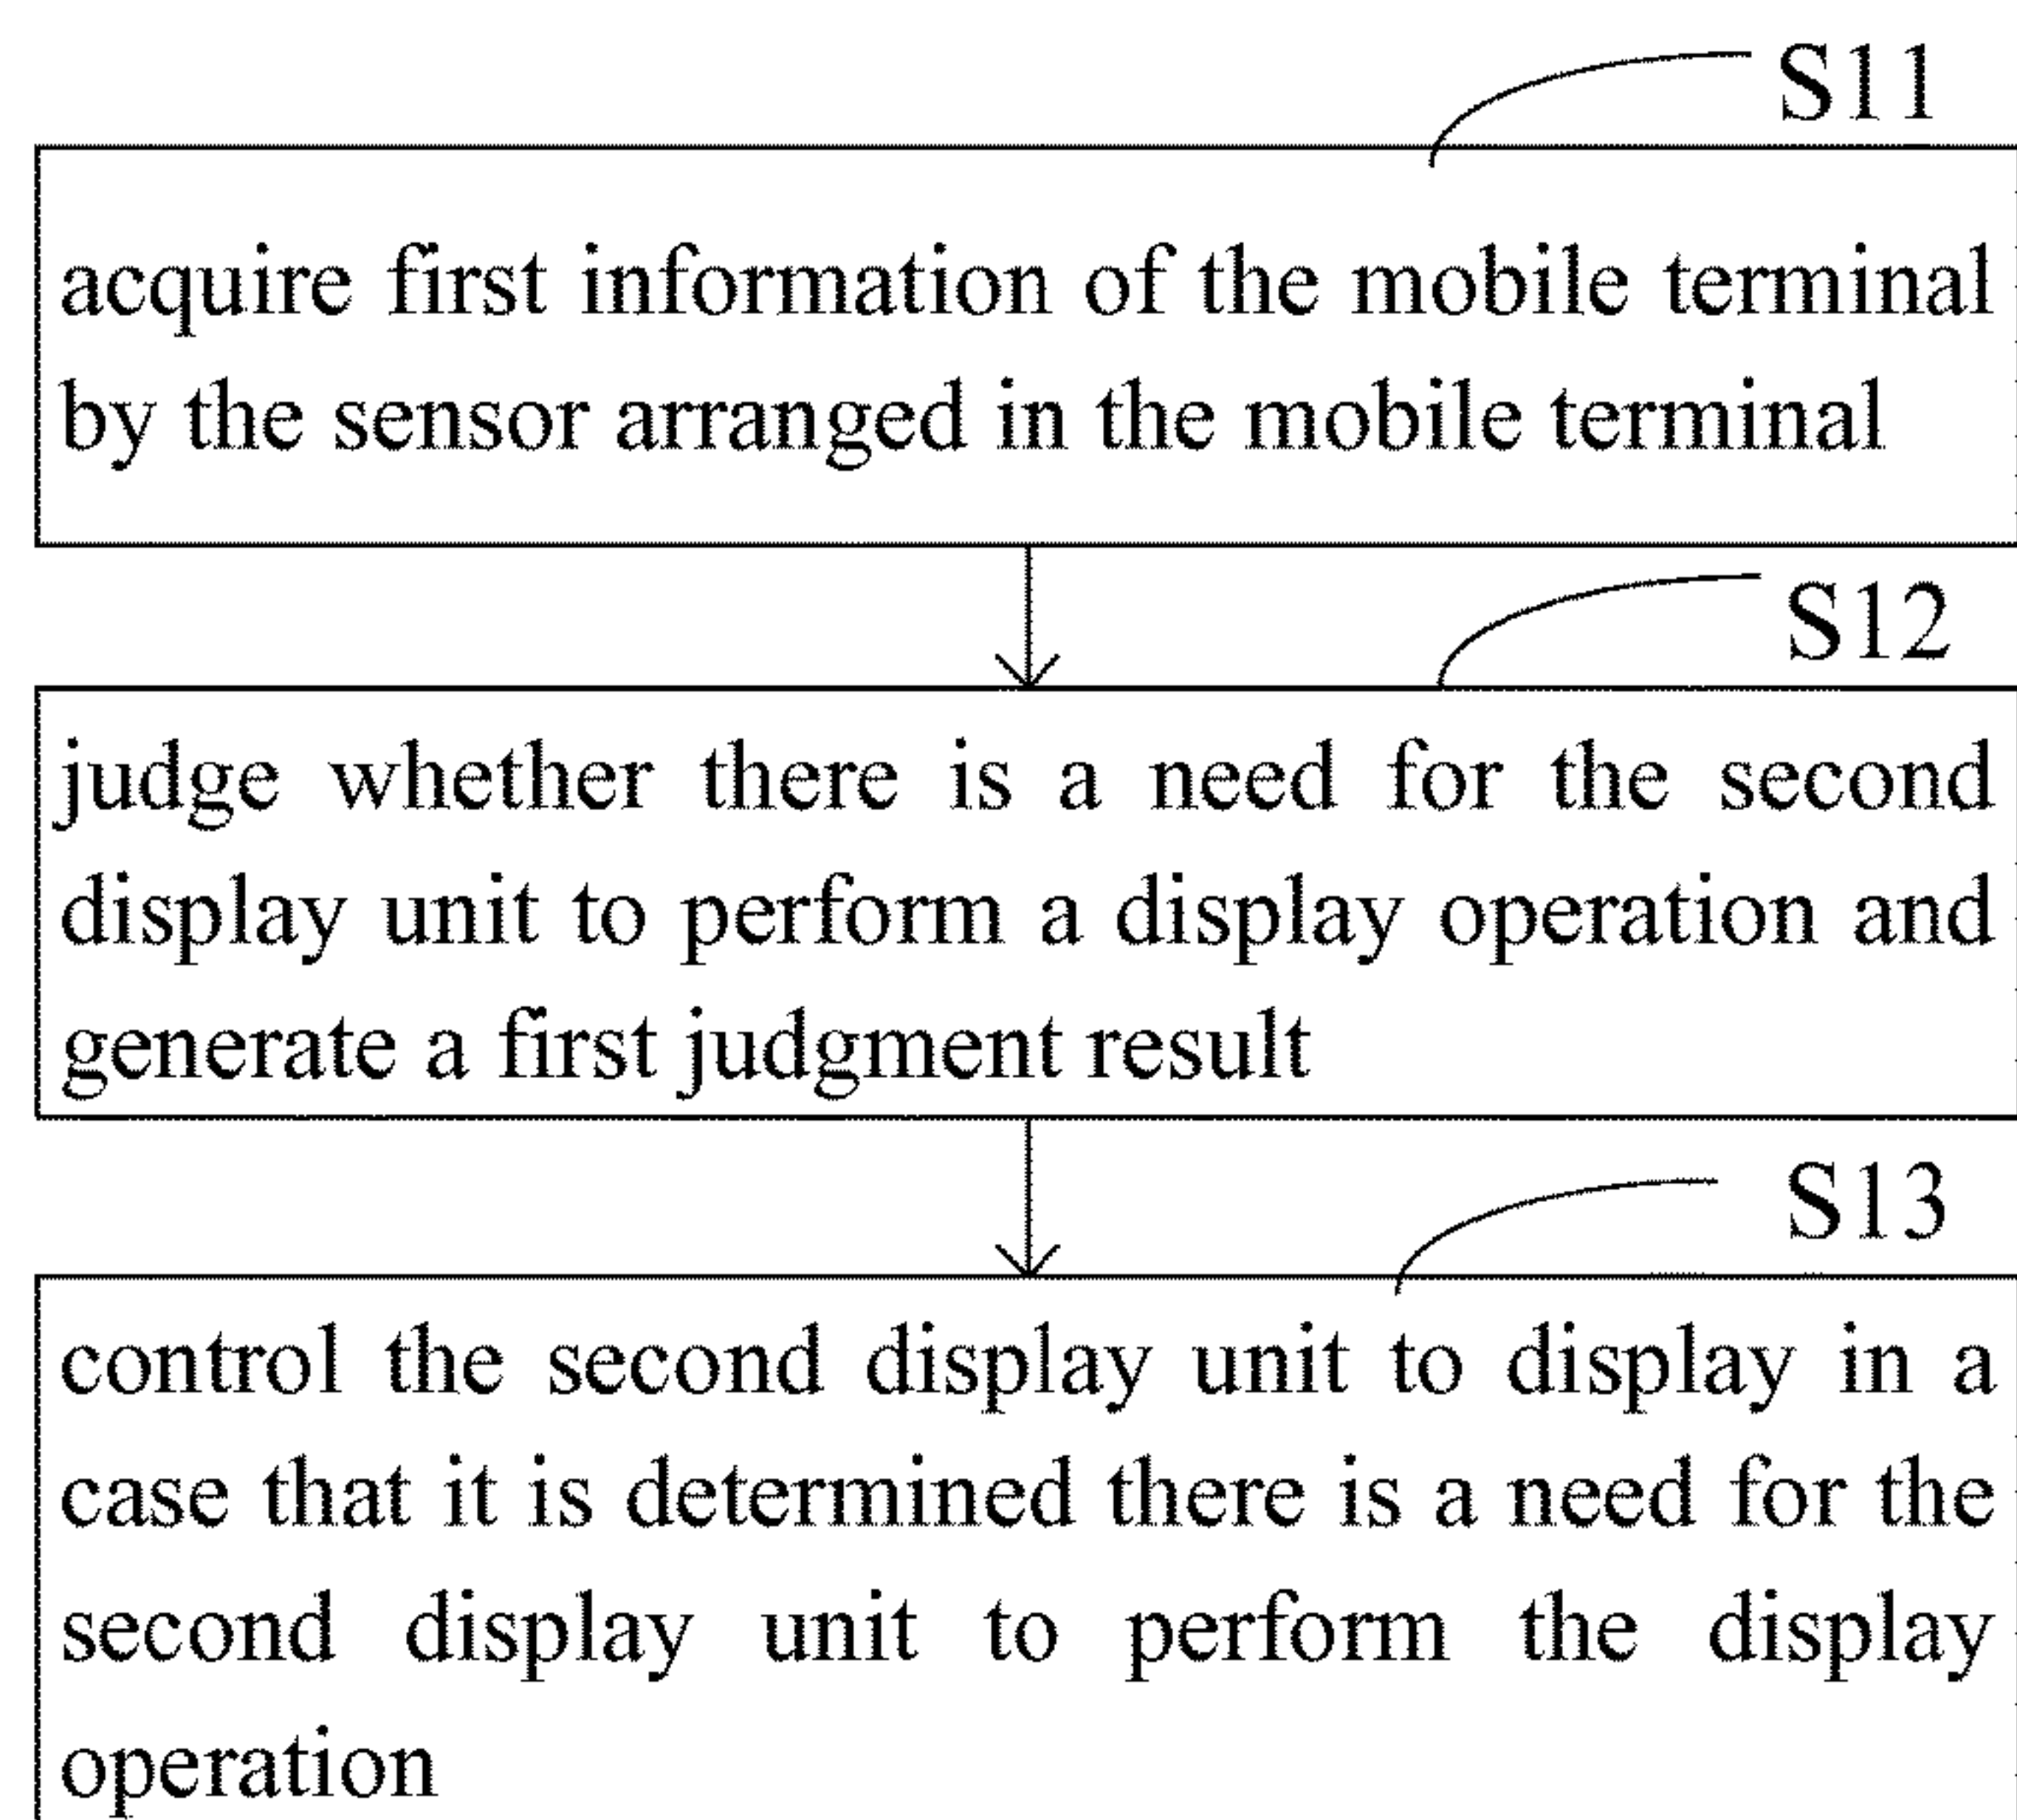 S11
acquire first information of the mobile terminal
by the sensor arranged in the mobile terminal
S12
judge whether there is a need for the second
display unit to perform a display operation and
generate a first judgment result
S13
control the second display unit to display in a
case that it is determined there is a need for the
second display unit to perform the display
operation